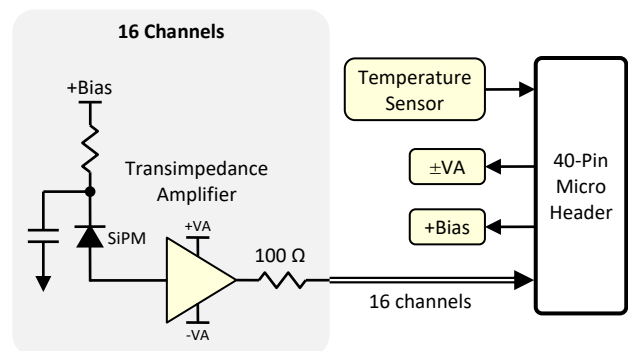 16 Channels
+Bias
Transimpedance
Amplifier
SiPM
+VA
-VA
100 Ω
Temperature
Sensor
±VA
+Bias
16 channels
40-Pin
Micro
Header